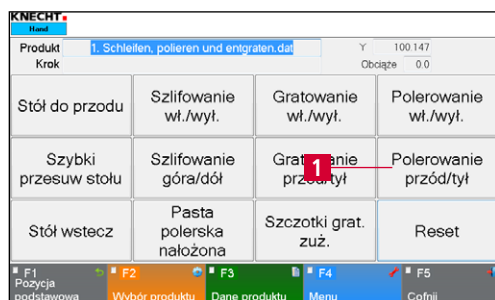 KNECHT
Hand
Produkt 1. Schleifen, polieren und entgraten.dat Y 100.147
Krok Obciąże 0.0
Stół do przodu
Szlifowanie
wł./wył.
Gratowanie
wł./wył.
Polerowanie
wł./wył.
Szybki
przesuw stołu
Szlifowanie
góra/dół
Gratowanie
przód/tył
1
Polerowanie
przód/tył
Stół wstecz
Pasta
polerska
nałożona
Szczotki grat.
zuż.
Reset
F1
Pozycja
podstawowa
F2
Wybór produktu
F3
Dane produktu
F4
Menu
F5
Cofnij